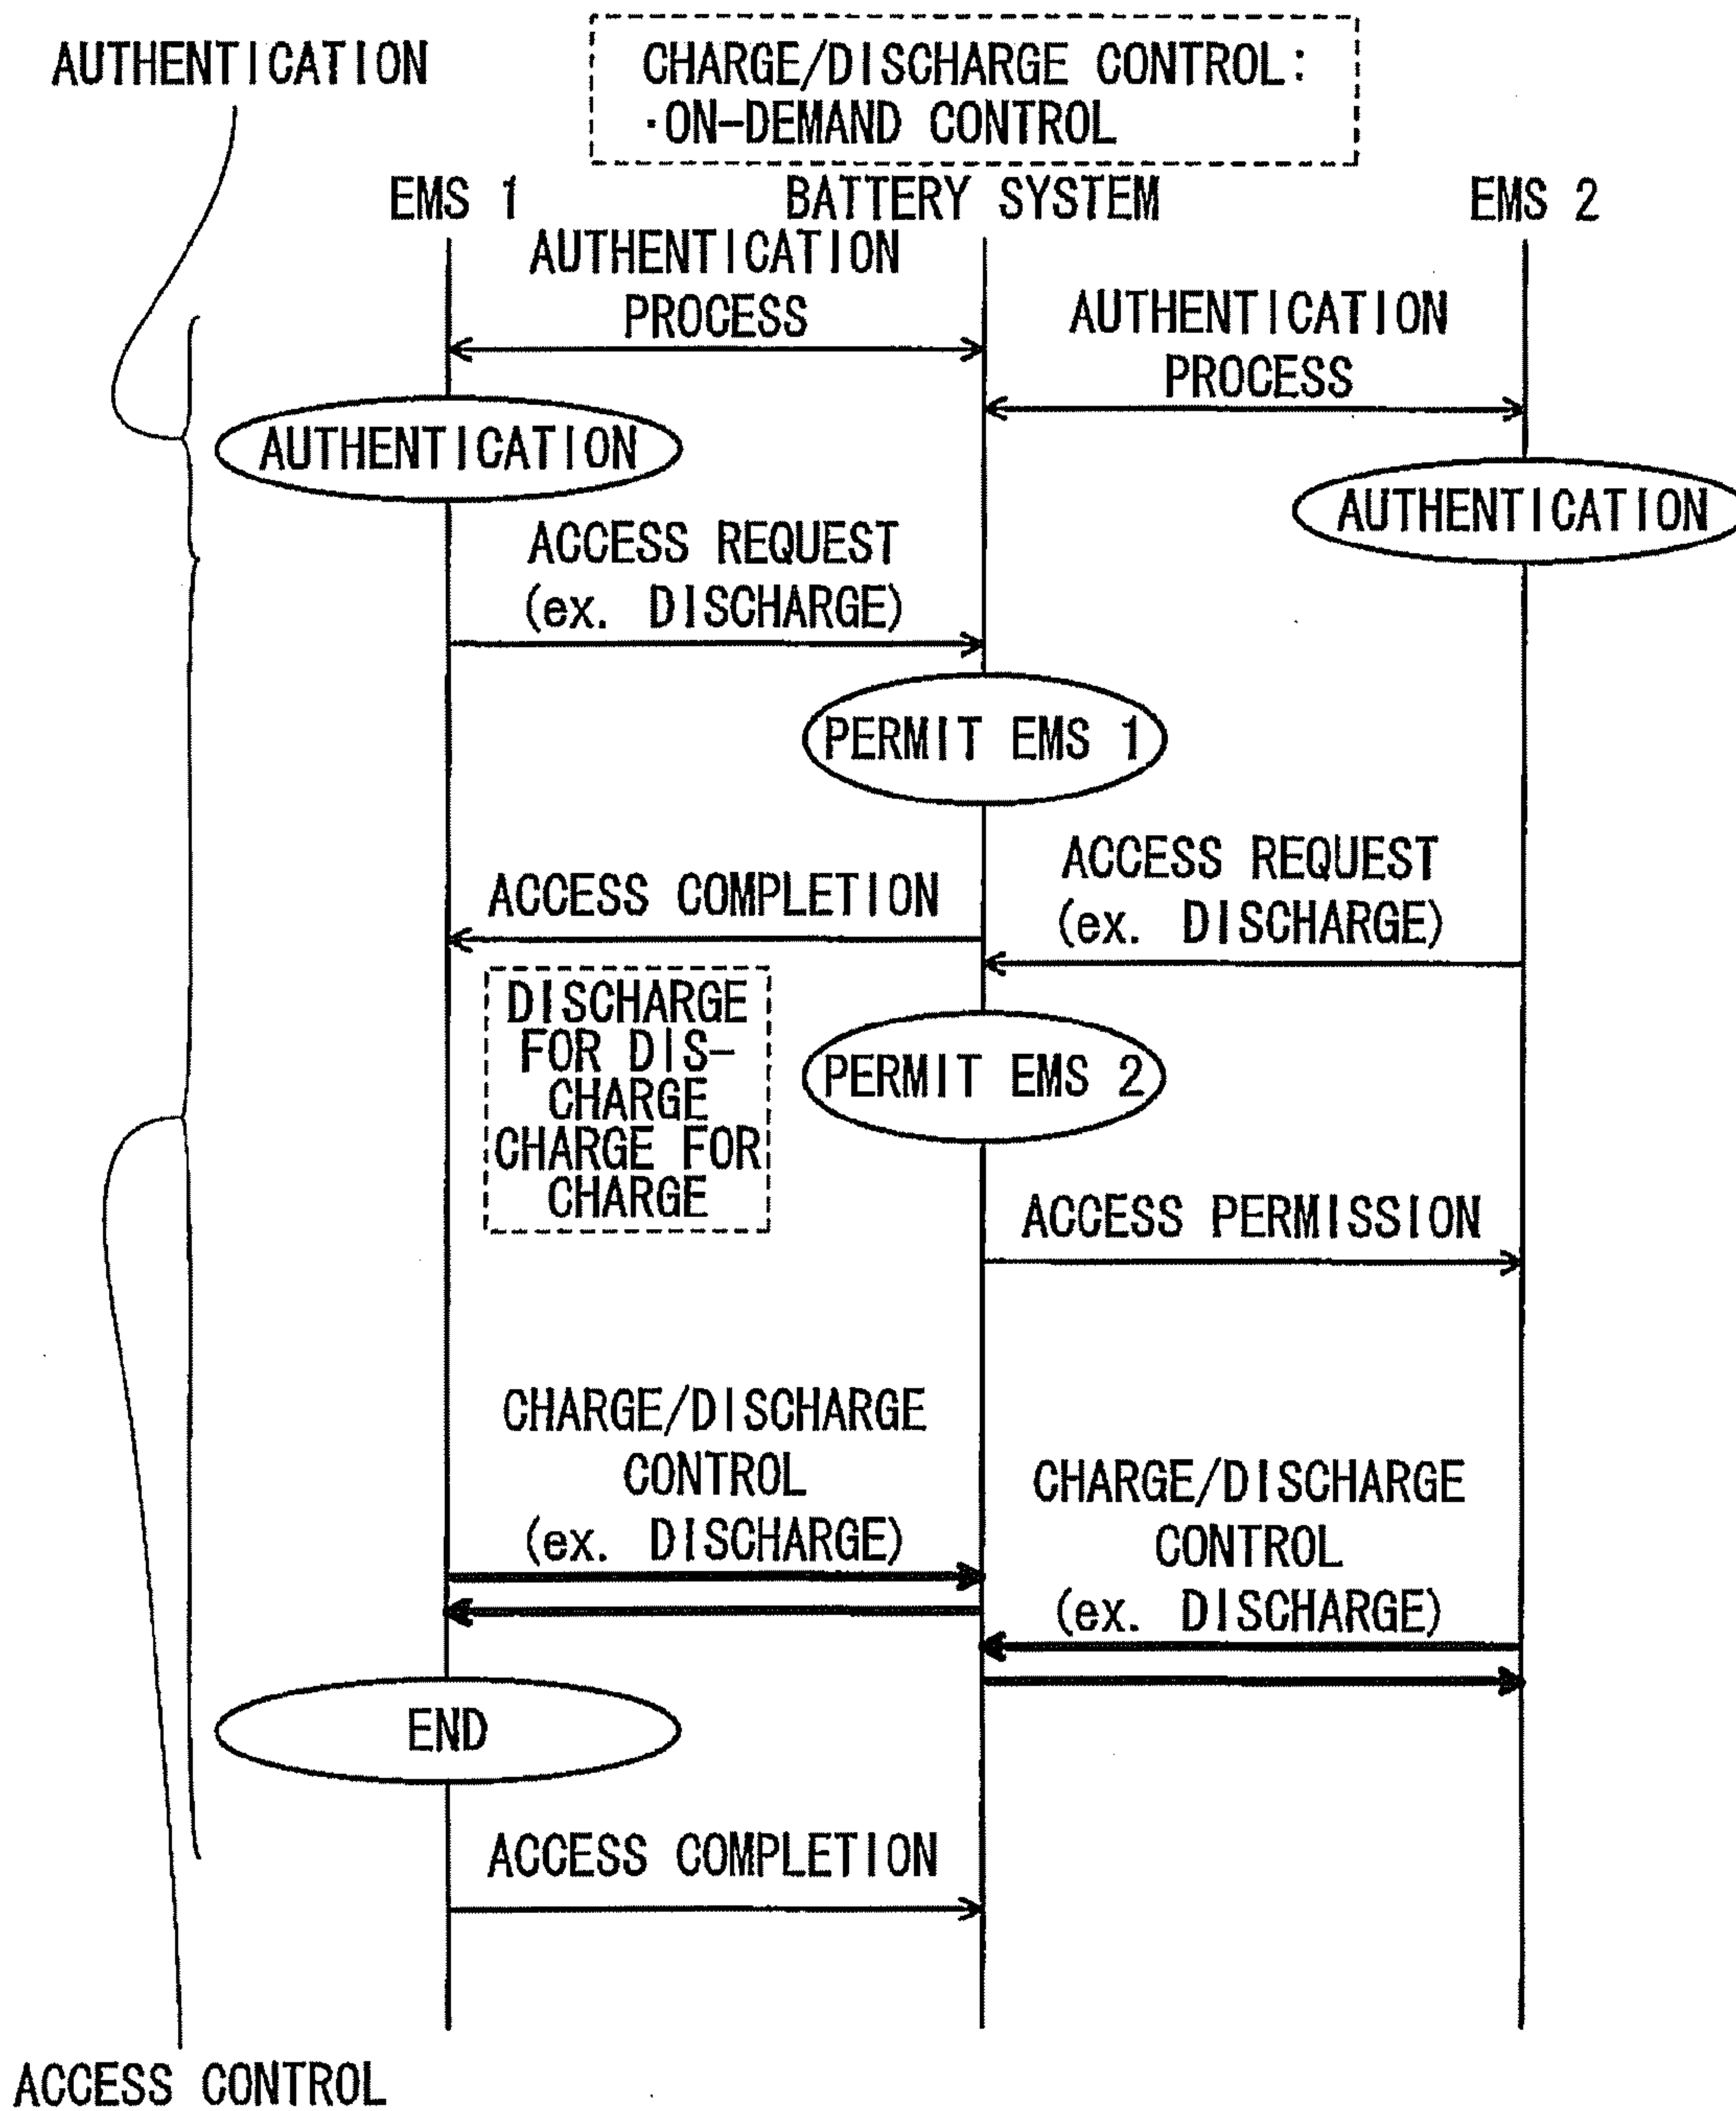 AUTHENTICATION
CHARGE/DISCHARGE CONTROL:
·ON-DEMAND CONTROL
EMS 1
BATTERY SYSTEM
EMS 2
AUTHENTICATION
PROCESS
AUTHENTICATION
PROCESS
AUTHENTICATION
AUTHENTICATION
ACCESS REQUEST
(ex. DISCHARGE)
PERMIT EMS 1
ACCESS REQUEST
(ex. DISCHARGE)
ACCESS COMPLETION
DISCHARGE
FOR DIS-
CHARGE
CHARGE FOR
CHARGE
PERMIT EMS 2
ACCESS PERMISSION
CHARGE/DISCHARGE
CONTROL
(ex. DISCHARGE)
CHARGE/DISCHARGE
CONTROL
(ex. DISCHARGE)
END
ACCESS COMPLETION
ACCESS CONTROL